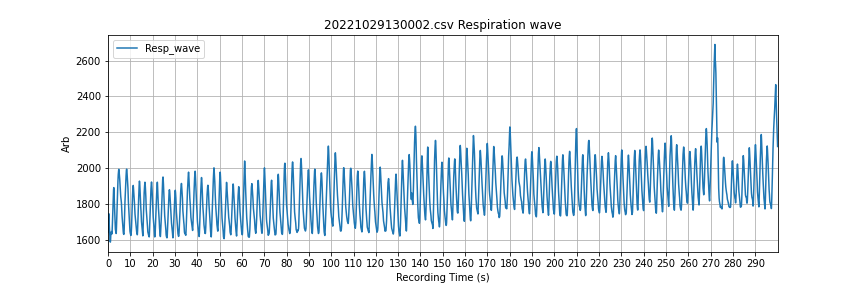 20221029130002.csv Respiration wave
Resp_wave
2600
2400
2200
2000
1800
1600
Arb
0 10 20 30 40 50 60 70 80 90 100 110 120 130 140 150 160 170 180 190 200 210 220 230 240 250 260 270 280 290
Recording Time (s)